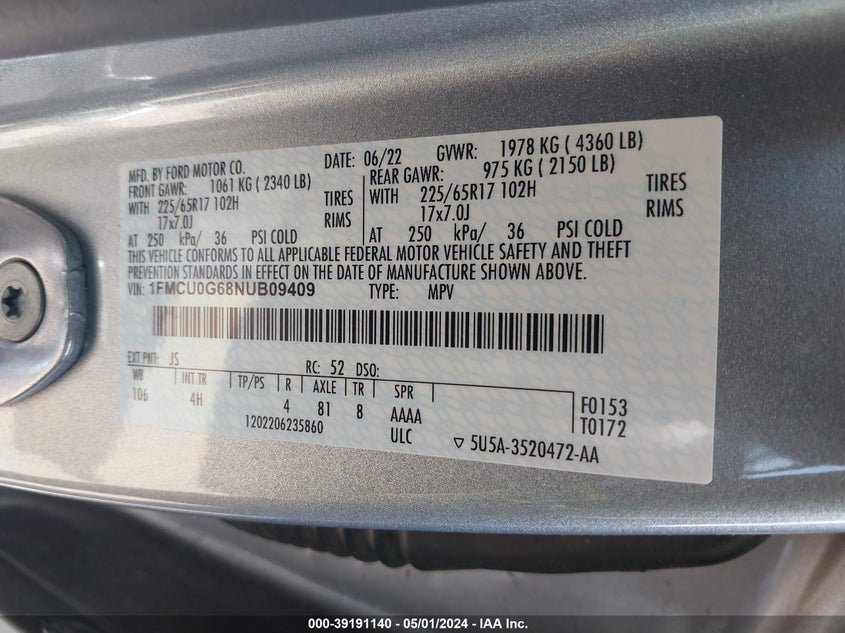 MFD. BY FORD MOTOR CO.
DATE: 06/22 GVWR: 1978 KG ( 4360 LB)
FRONT GAWR: 1061 KG ( 2340 LB)
REAR GAWR: 975 KG ( 2150 LB)
WITH 225/65R17 102H TIRES
WITH 225/65R17 102H TIRES
17x7.0J RIMS
17x7.0J RIMS
AT 250 kPa/ 36 PSI COLD
AT 250 kPa/ 36 PSI COLD
THIS VEHICLE CONFORMS TO ALL APPLICABLE FEDERAL MOTOR VEHICLE SAFETY AND THEFT
PREVENTION STANDARDS IN EFFECT ON THE DATE OF MANUFACTURE SHOWN ABOVE.
VIN: 1FMCU0G68NUB09409 TYPE: MPV
EXT PNT: JS RC: 52 DSO:
WB INT TR TP/PS R AXLE TR SPR
106 4H 4 81 8 AAAA F0153
1202206235860 ULC T0172
▽ 5U5A-3520472-AA
000-39191140 - 05/01/2024 - IAA Inc.